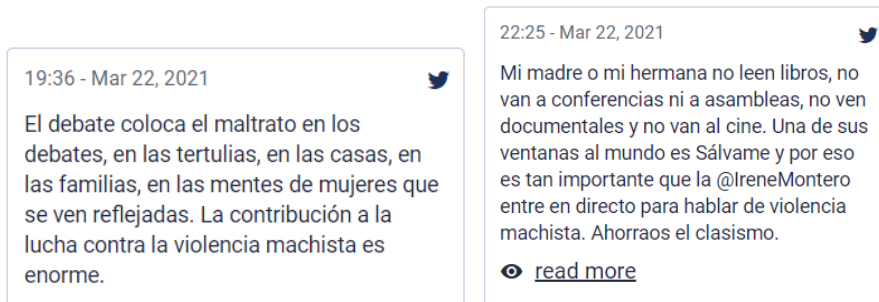 19:36 - Mar 22, 2021
El debate coloca el maltrato en los
debates, en las tertulias, en las casas, en
las familias, en las mentes de mujeres que
se ven reflejadas. La contribución a la
lucha contra la violencia machista es
enorme.
22:25 - Mar 22, 2021
Mi madre o mi hermana no leen libros, no
van a conferencias ni a asambleas, no ven
documentales y no van al cine. Una de sus
ventanas al mundo es Sálvame y por eso
es tan importante que la @IreneMontero
entre en directo para hablar de violencia
machista. Ahorraos el clasismo.
read more